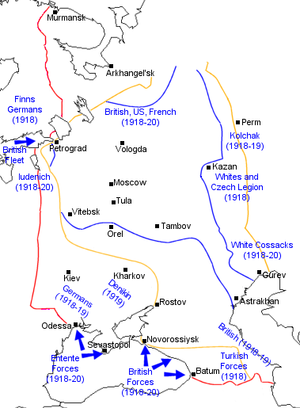 Murmansk
Arkhangel'sk
Finns
Germans
(1918)
British, US, French
(1918-20)
Perm
Kolchak
(1918-19)
British
Fleet
Petrograd
Vologda
Kazan
Iudenich
(1918-20)
Whites and
Czech Legion
(1918)
Moscow
Tula
Vitebsk
Orel
Tambov
White Cossacks
(1918-20)
Kiev
Kharkov
Gurev
Germans
(1918-19)
Denikin
(1919)
Rostov
Astrakhan
Odessa
Sevastopol
Novorossiysk
British (1918-19)
Entente
Forces
(1918-20)
British
Forces
(1918-20)
Batum
Turkish
Forces
(1918)